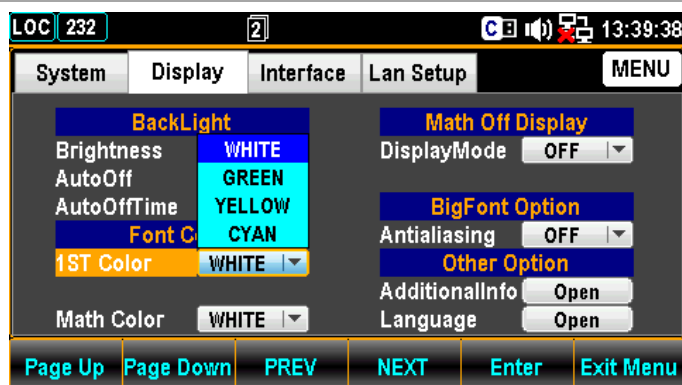 LOC 232 2 C 13:39:38
System Display Interface Lan Setup MENU
BackLight
Brightness
AutoOff
AutoOffTime
WHITE
GREEN
YELLOW
CYAN
Font C
1ST Color WHITE
Math Color WHITE
Math Off Display
DisplayMode OFF
BigFont Option
Antialiasing OFF
Other Option
AdditionalInfo Open
Language Open
Page Up Page Down PREV NEXT Enter Exit Menu